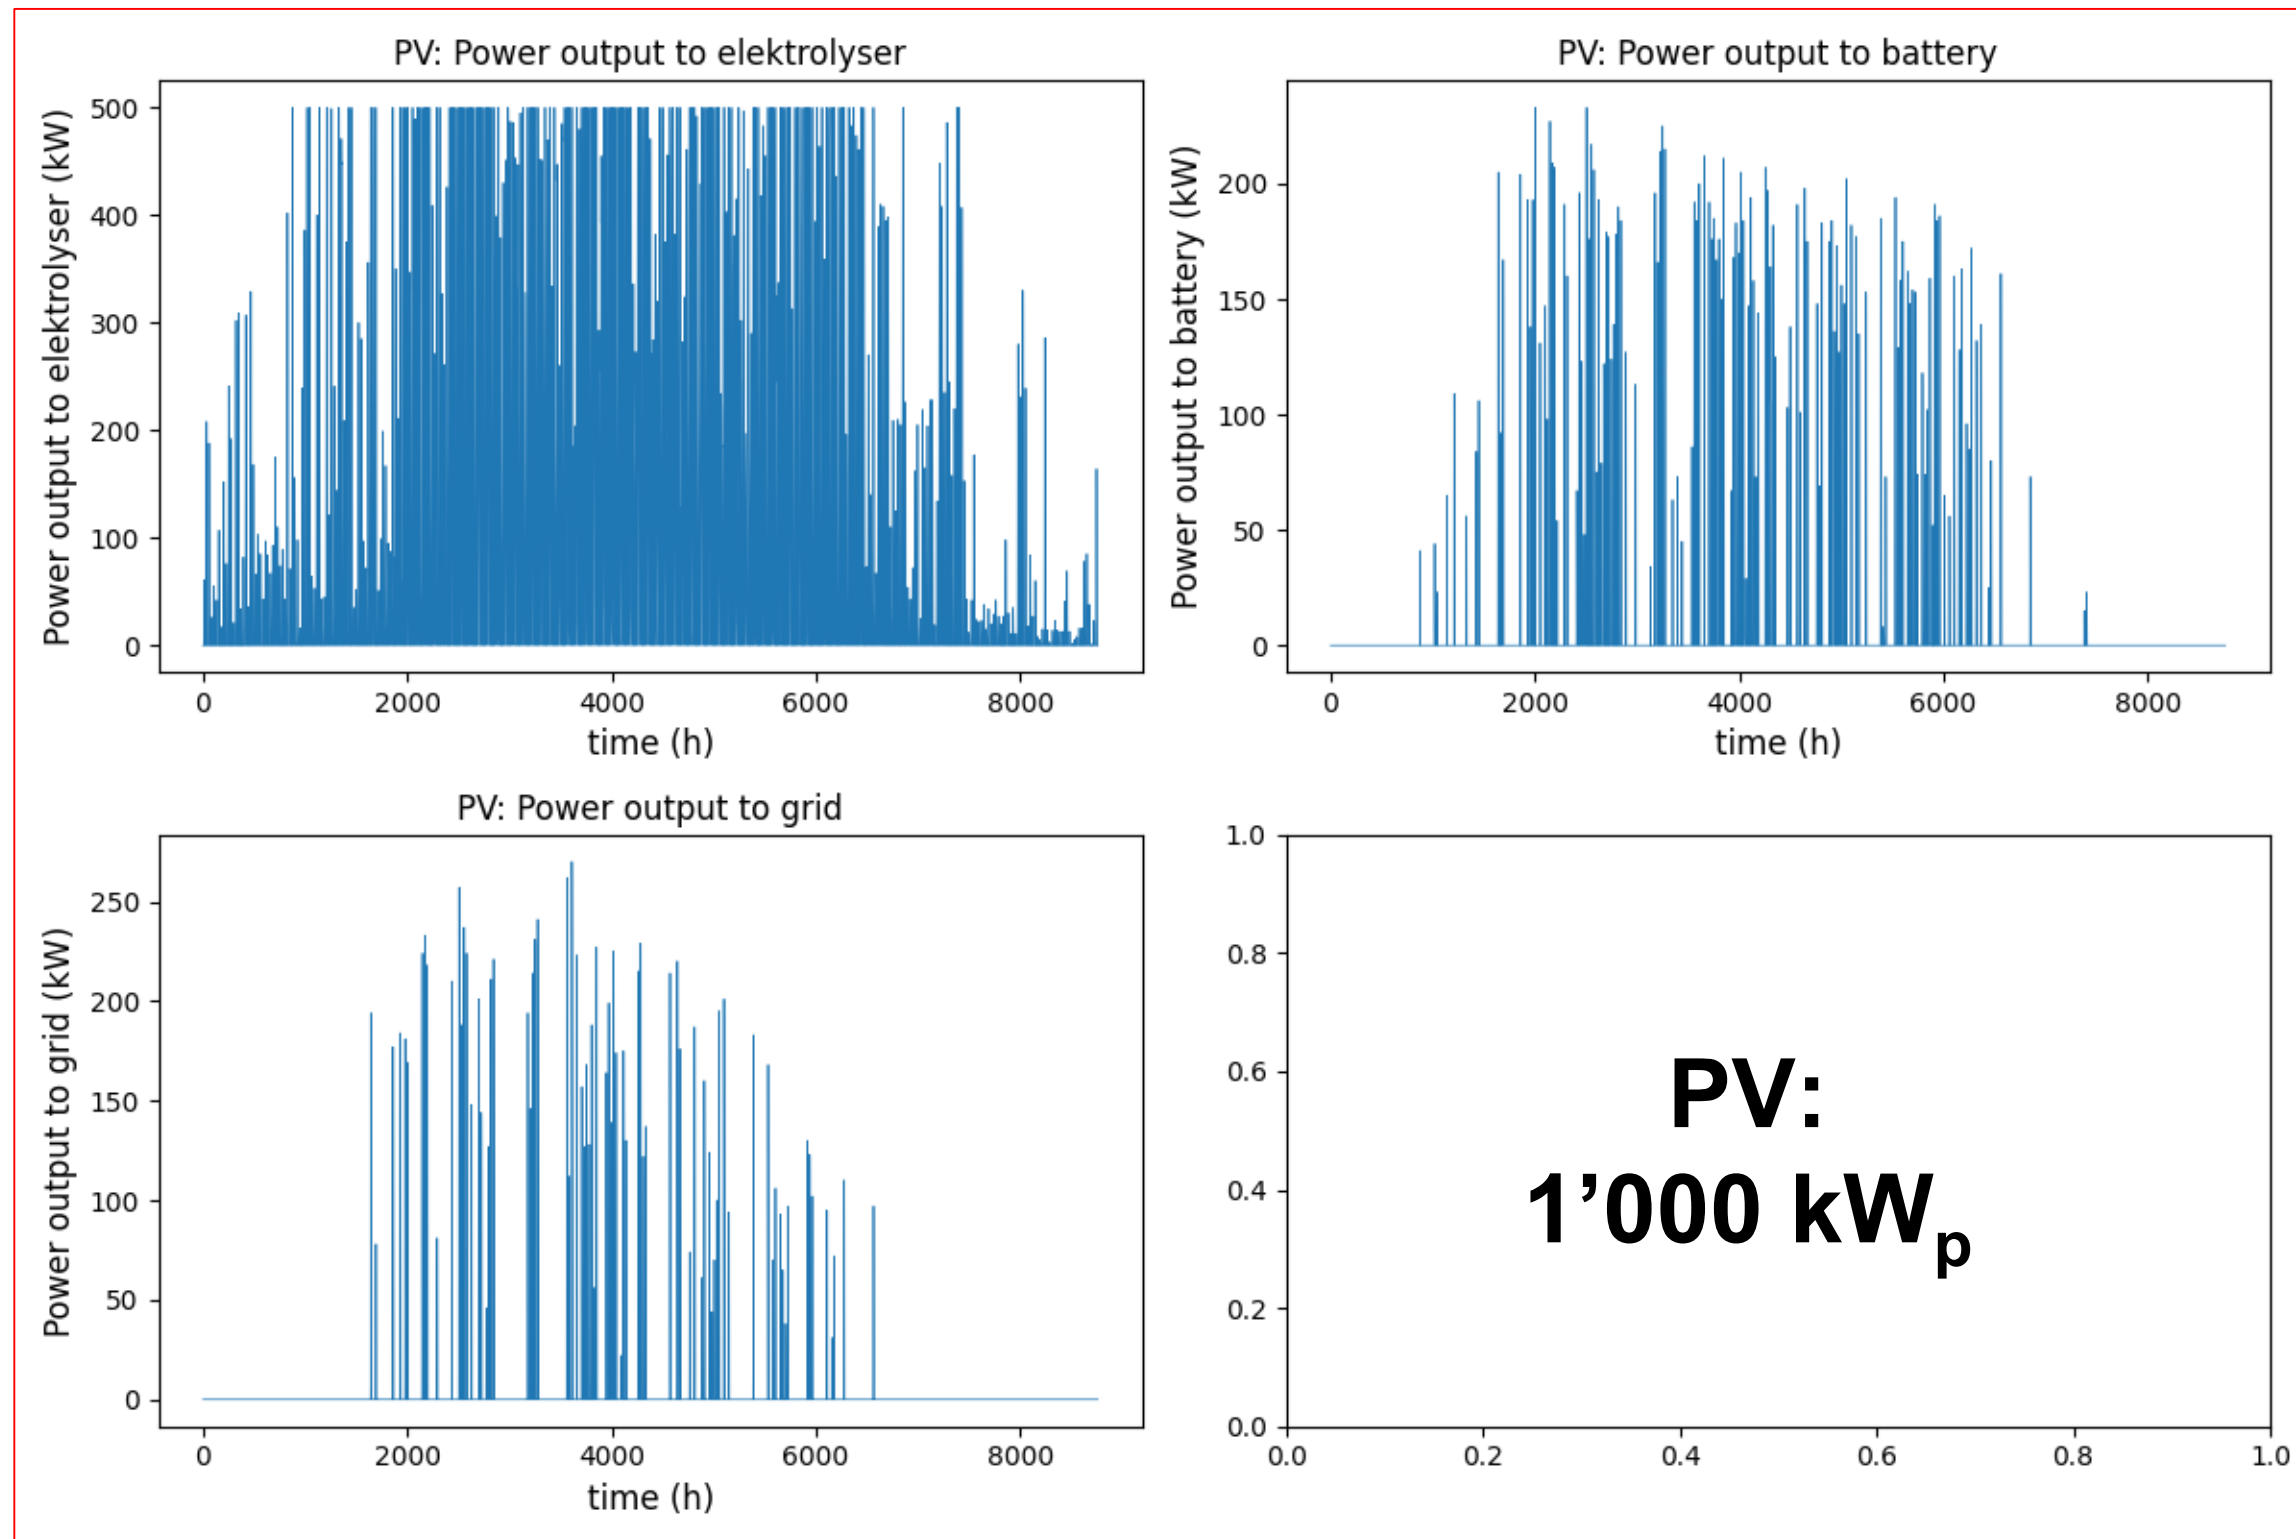 PV: Power output to elektrolyser
Power output to elektrolyser (kW)
500
400
300
200
100
0
0 2000 4000 6000 8000
time (h)
PV: Power output to battery
Power output to battery (kW)
200
150
100
50
0
0 2000 4000 6000 8000
time (h)
PV: Power output to grid
Power output to grid (kW)
250
200
150
100
50
0
0 2000 4000 6000 8000
time (h)
1.0
0.8
0.6
0.4
0.2
0.0
0.0 0.2 0.4 0.6 0.8 1.0
PV:
1’000 kWp